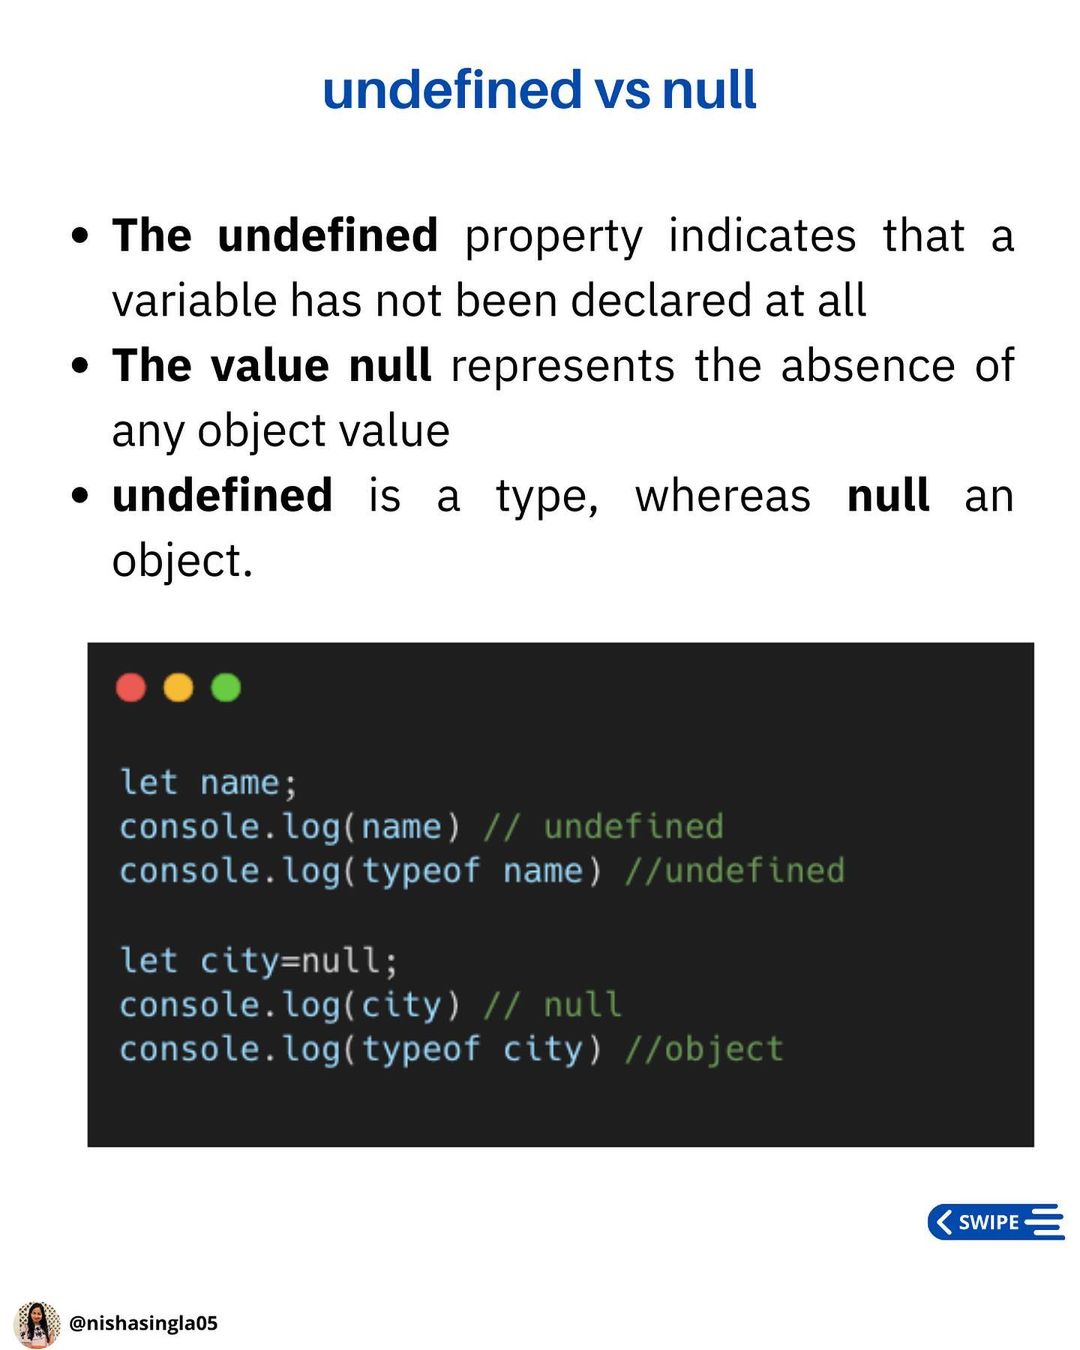 undefined vs null
• The undefined property indicates that a
variable has not been declared at all
• The value null represents the absence of
any object value
• undefined is a type, whereas null an
object.
let name;
console.log(name) // undefined
console.log(typeof name) //undefined
let city=null;
console.log(city) // null
console.log(typeof city) //object
SWIPE
@nishasingla05